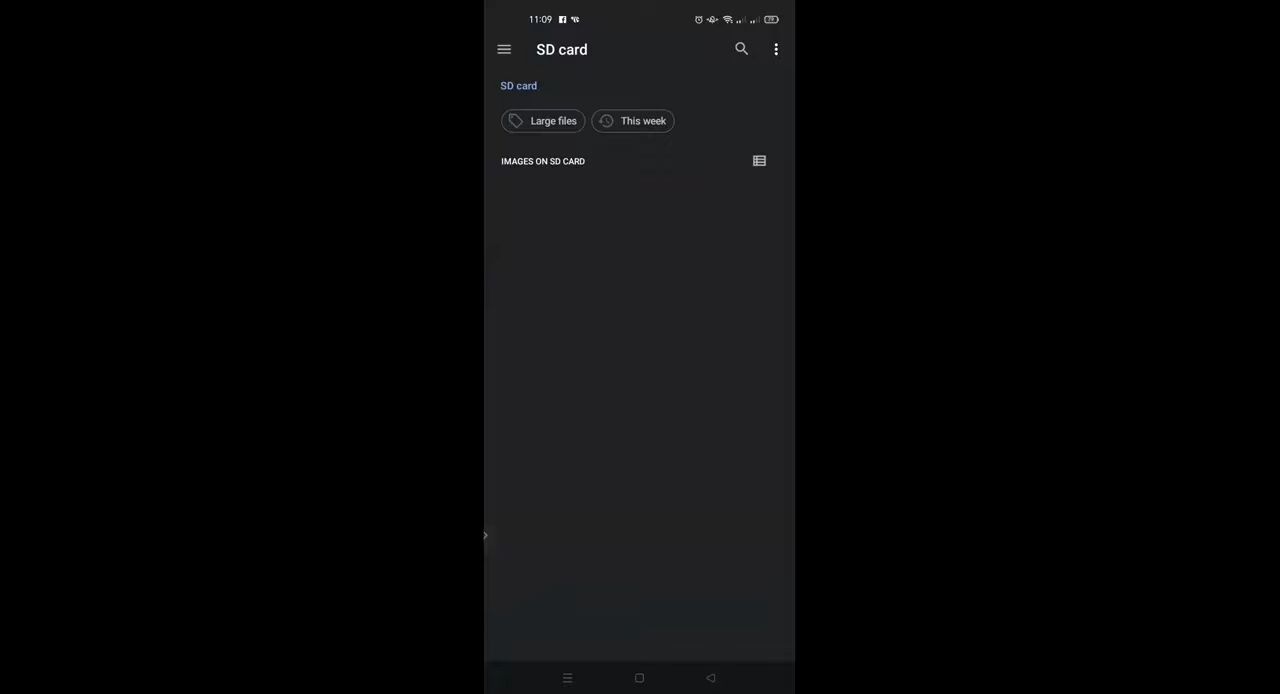 11:09
SD card
SD card
Large files
This week
IMAGES ON SD CARD